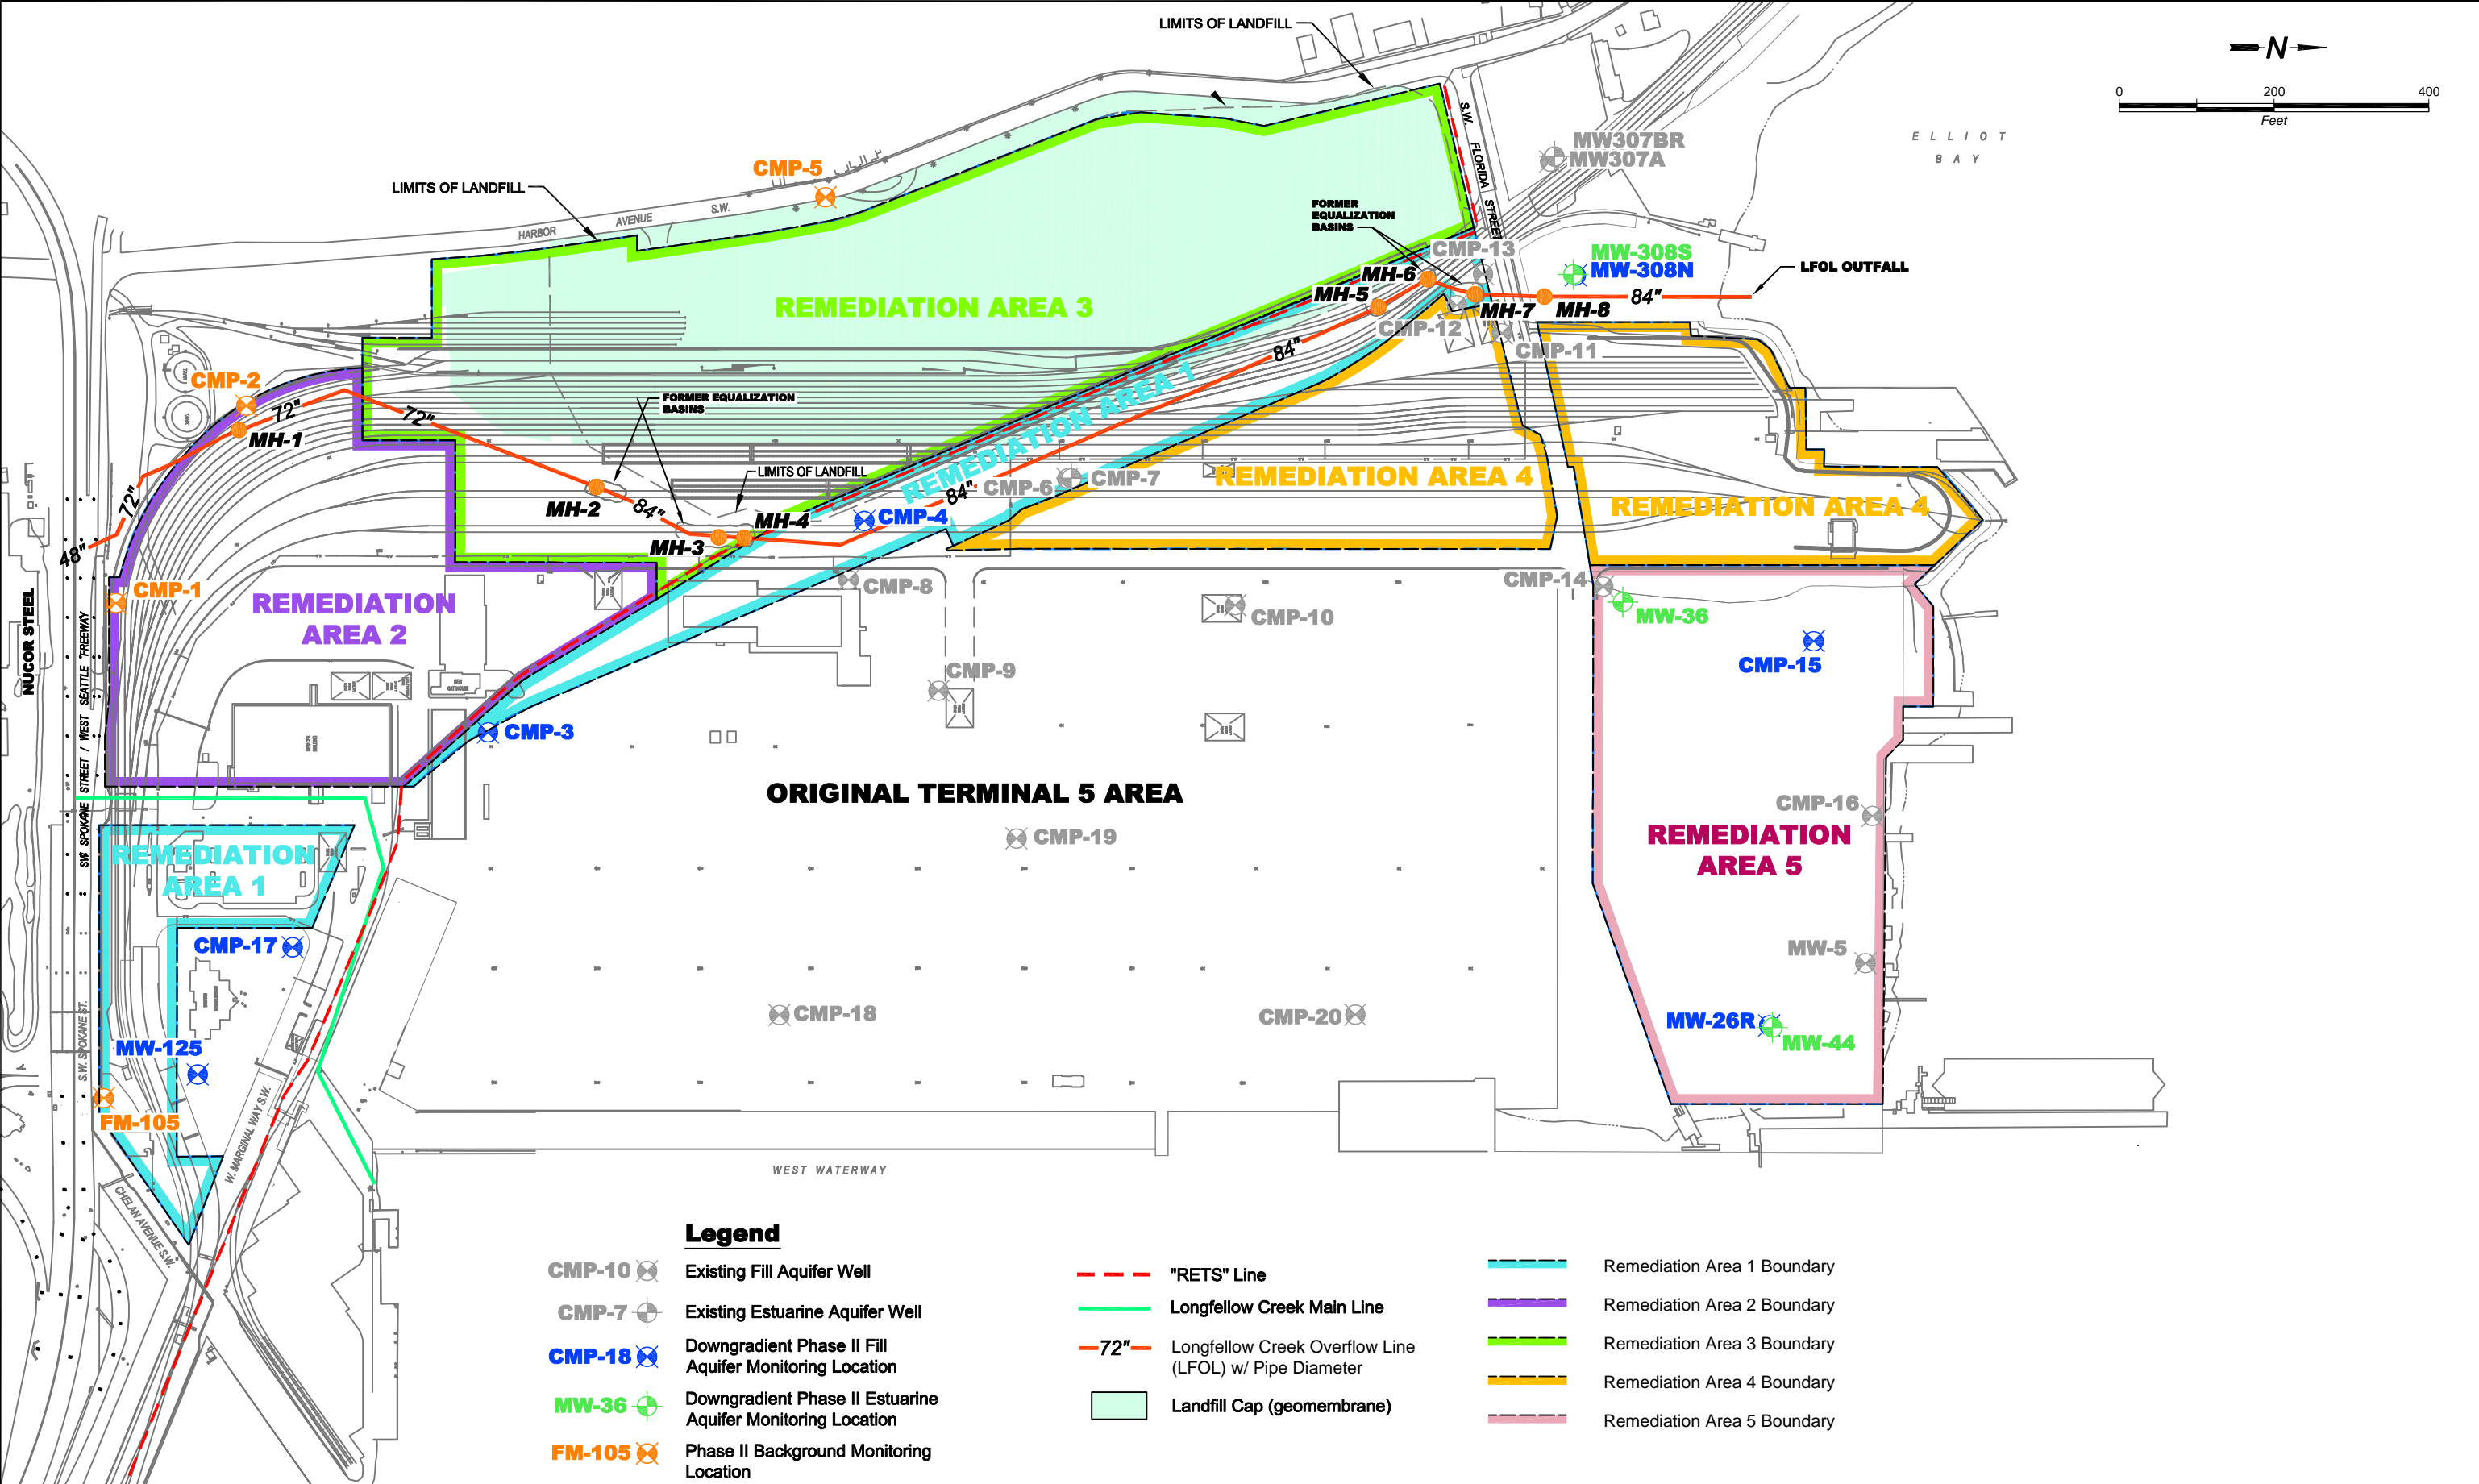 LIMITS OF LANDFILL
N
0 200 400
Feet
ELLIOT
BAY
MW307BR
MW307A
S.W.
FLORIDA
STREET
CMP-5
LIMITS OF LANDFILL
HARBOR
AVENUE
S.W.
FORMER
EQUALIZATION
BASINS
CMP-13
MH-6
MW-308S
MW-308N
LFOL OUTFALL
MH-5
84"
MH-7
MH-8
REMEDIATION AREA 3
CMP-12
CMP-11
84"
TANK
TANK
CMP-2
72"
72"
MH-1
FORMER EQUALIZATION
BASINS
REMEDIATION AREA 1
LIMITS OF LANDFILL
84"
CMP-6
CMP-7
REMEDIATION AREA 4
REMEDIATION AREA 4
72"
MH-2
84"
MH-4
CMP-4
MH-3
48"
CMP-1
CMP-8
CMP-14
NUCOR STEEL
SW SPOKANE STREET / WEST SEATTLE FREEWAY
REMEDIATION
AREA 2
CMP-10
MW-36
CMP-15
CMP-9
NEW
GATEHOUSE
CMP-3
ORIGINAL TERMINAL 5 AREA
CMP-16
CMP-19
REMEDIATION
AREA 5
REMEDIATION
AREA 1
CMP-17
MW-5
S.W. SPOKANE ST.
CMP-18
CMP-20
MW-26R
MW-44
MW-125
FM-105
W. MARGINAL WAY S.W.
CHELAN AVENUE S.W.
WEST WATERWAY
Legend
CMP-10 Existing Fill Aquifer Well
CMP-7 Existing Estuarine Aquifer Well
CMP-18 Downgradient Phase II Fill
Aquifer Monitoring Location
MW-36 Downgradient Phase II Estuarine
Aquifer Monitoring Location
FM-105 Phase II Background Monitoring
Location
"RETS" Line
Longfellow Creek Main Line
72" Longfellow Creek Overflow Line
(LFOL) w/ Pipe Diameter
Landfill Cap (geomembrane)
Remediation Area 1 Boundary
Remediation Area 2 Boundary
Remediation Area 3 Boundary
Remediation Area 4 Boundary
Remediation Area 5 Boundary